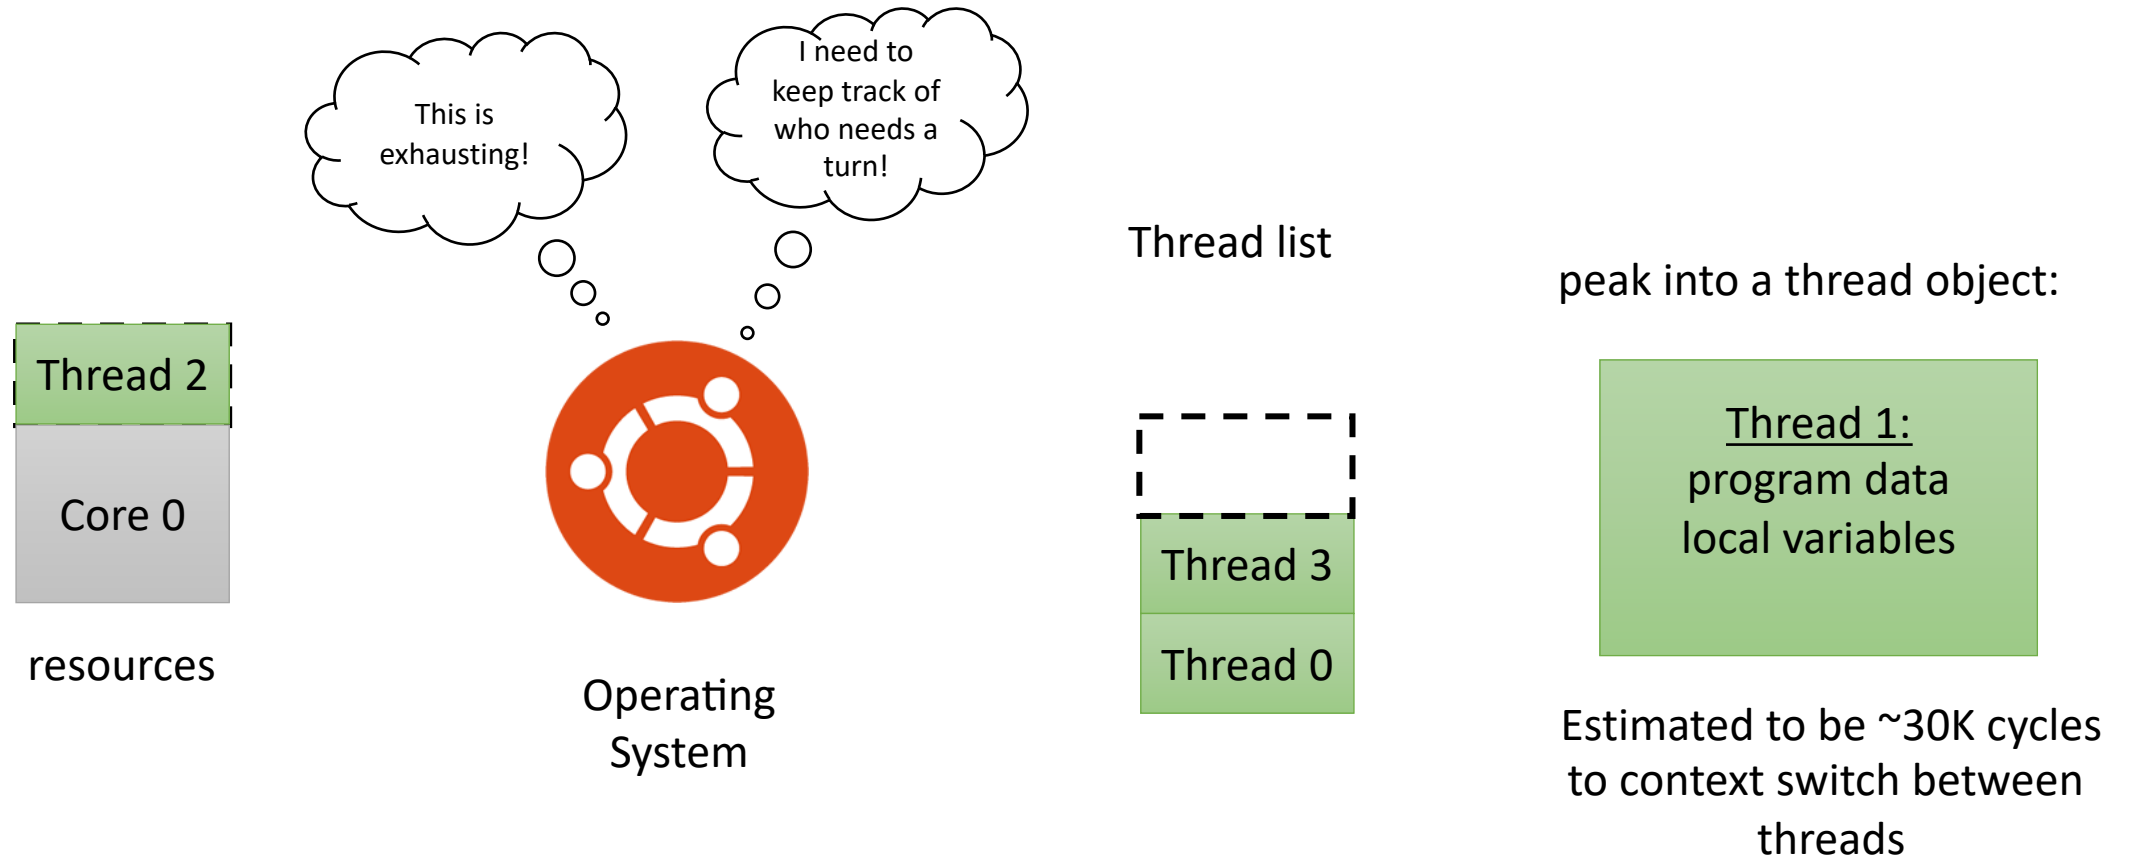 This is
exhausting!
I need to
keep track of
who needs a
turn!
Thread list
peak into a thread object:
Thread 2
Core 0
resources
Operating
System
Thread 3
Thread 0
Thread 1:
program data
local variables
Estimated to be ~30K cycles
to context switch between
threads